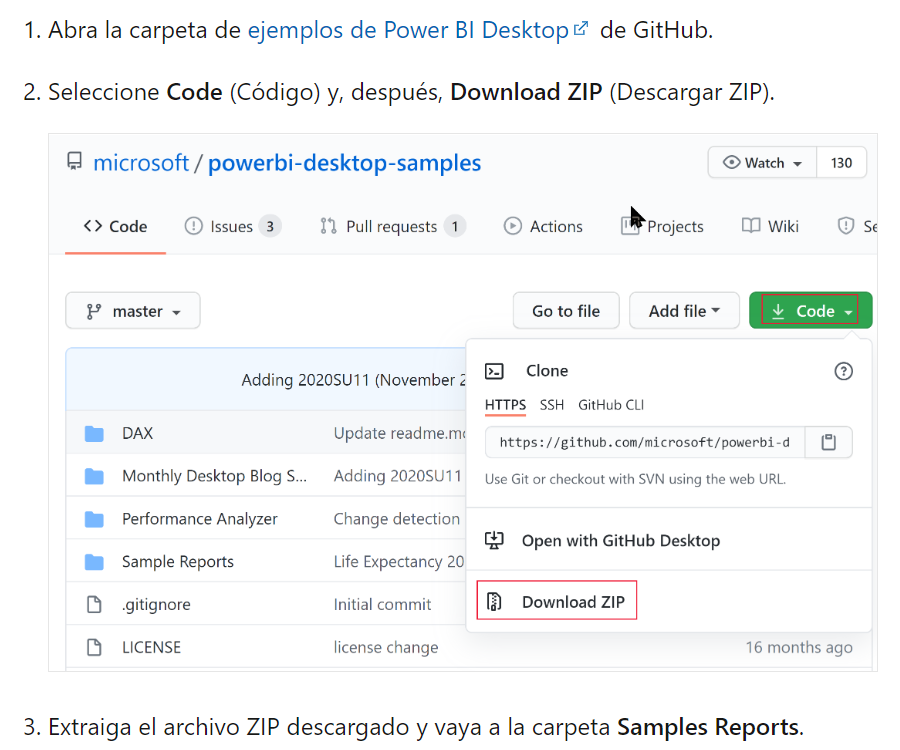 1. Abra la carpeta de ejemplos de Power BI Desktop de GitHub.
2. Seleccione Code (Código) y, después, Download ZIP (Descargar ZIP).
microsoft / powerbi-desktop-samples
Watch 130
Code Issues 3 Pull requests 1 Actions Projects Wiki Se
master Go to file Add file Code
Adding 2020SU11 (November 2
Clone
HTTPS SSH GitHub CLI
DAX Update readme.md
https://github.com/microsoft/powerbi-d
Monthly Desktop Blog S... Adding 2020SU11
Use Git or checkout with SVN using the web URL.
Performance Analyzer Change detection
Open with GitHub Desktop
Sample Reports Life Expectancy 20
.gitignore Initial commit
Download ZIP
LICENSE license change 16 months ago
3. Extraiga el archivo ZIP descargado y vaya a la carpeta Samples Reports.